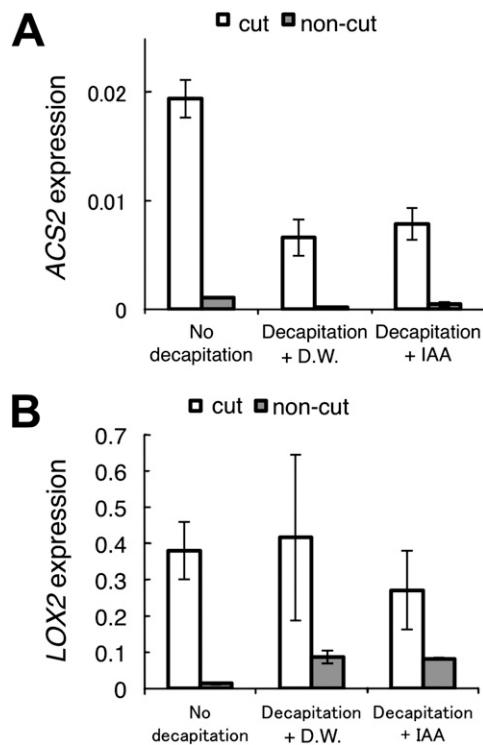 A
cut non-cut
ACS2 expression
0.02
0.01
0
No decapitation
Decapitation + D.W.
Decapitation + IAA
B
cut non-cut
LOX2 expression
0.7
0.6
0.5
0.4
0.3
0.2
0.1
0
No decapitation
Decapitation + D.W.
Decapitation + IAA